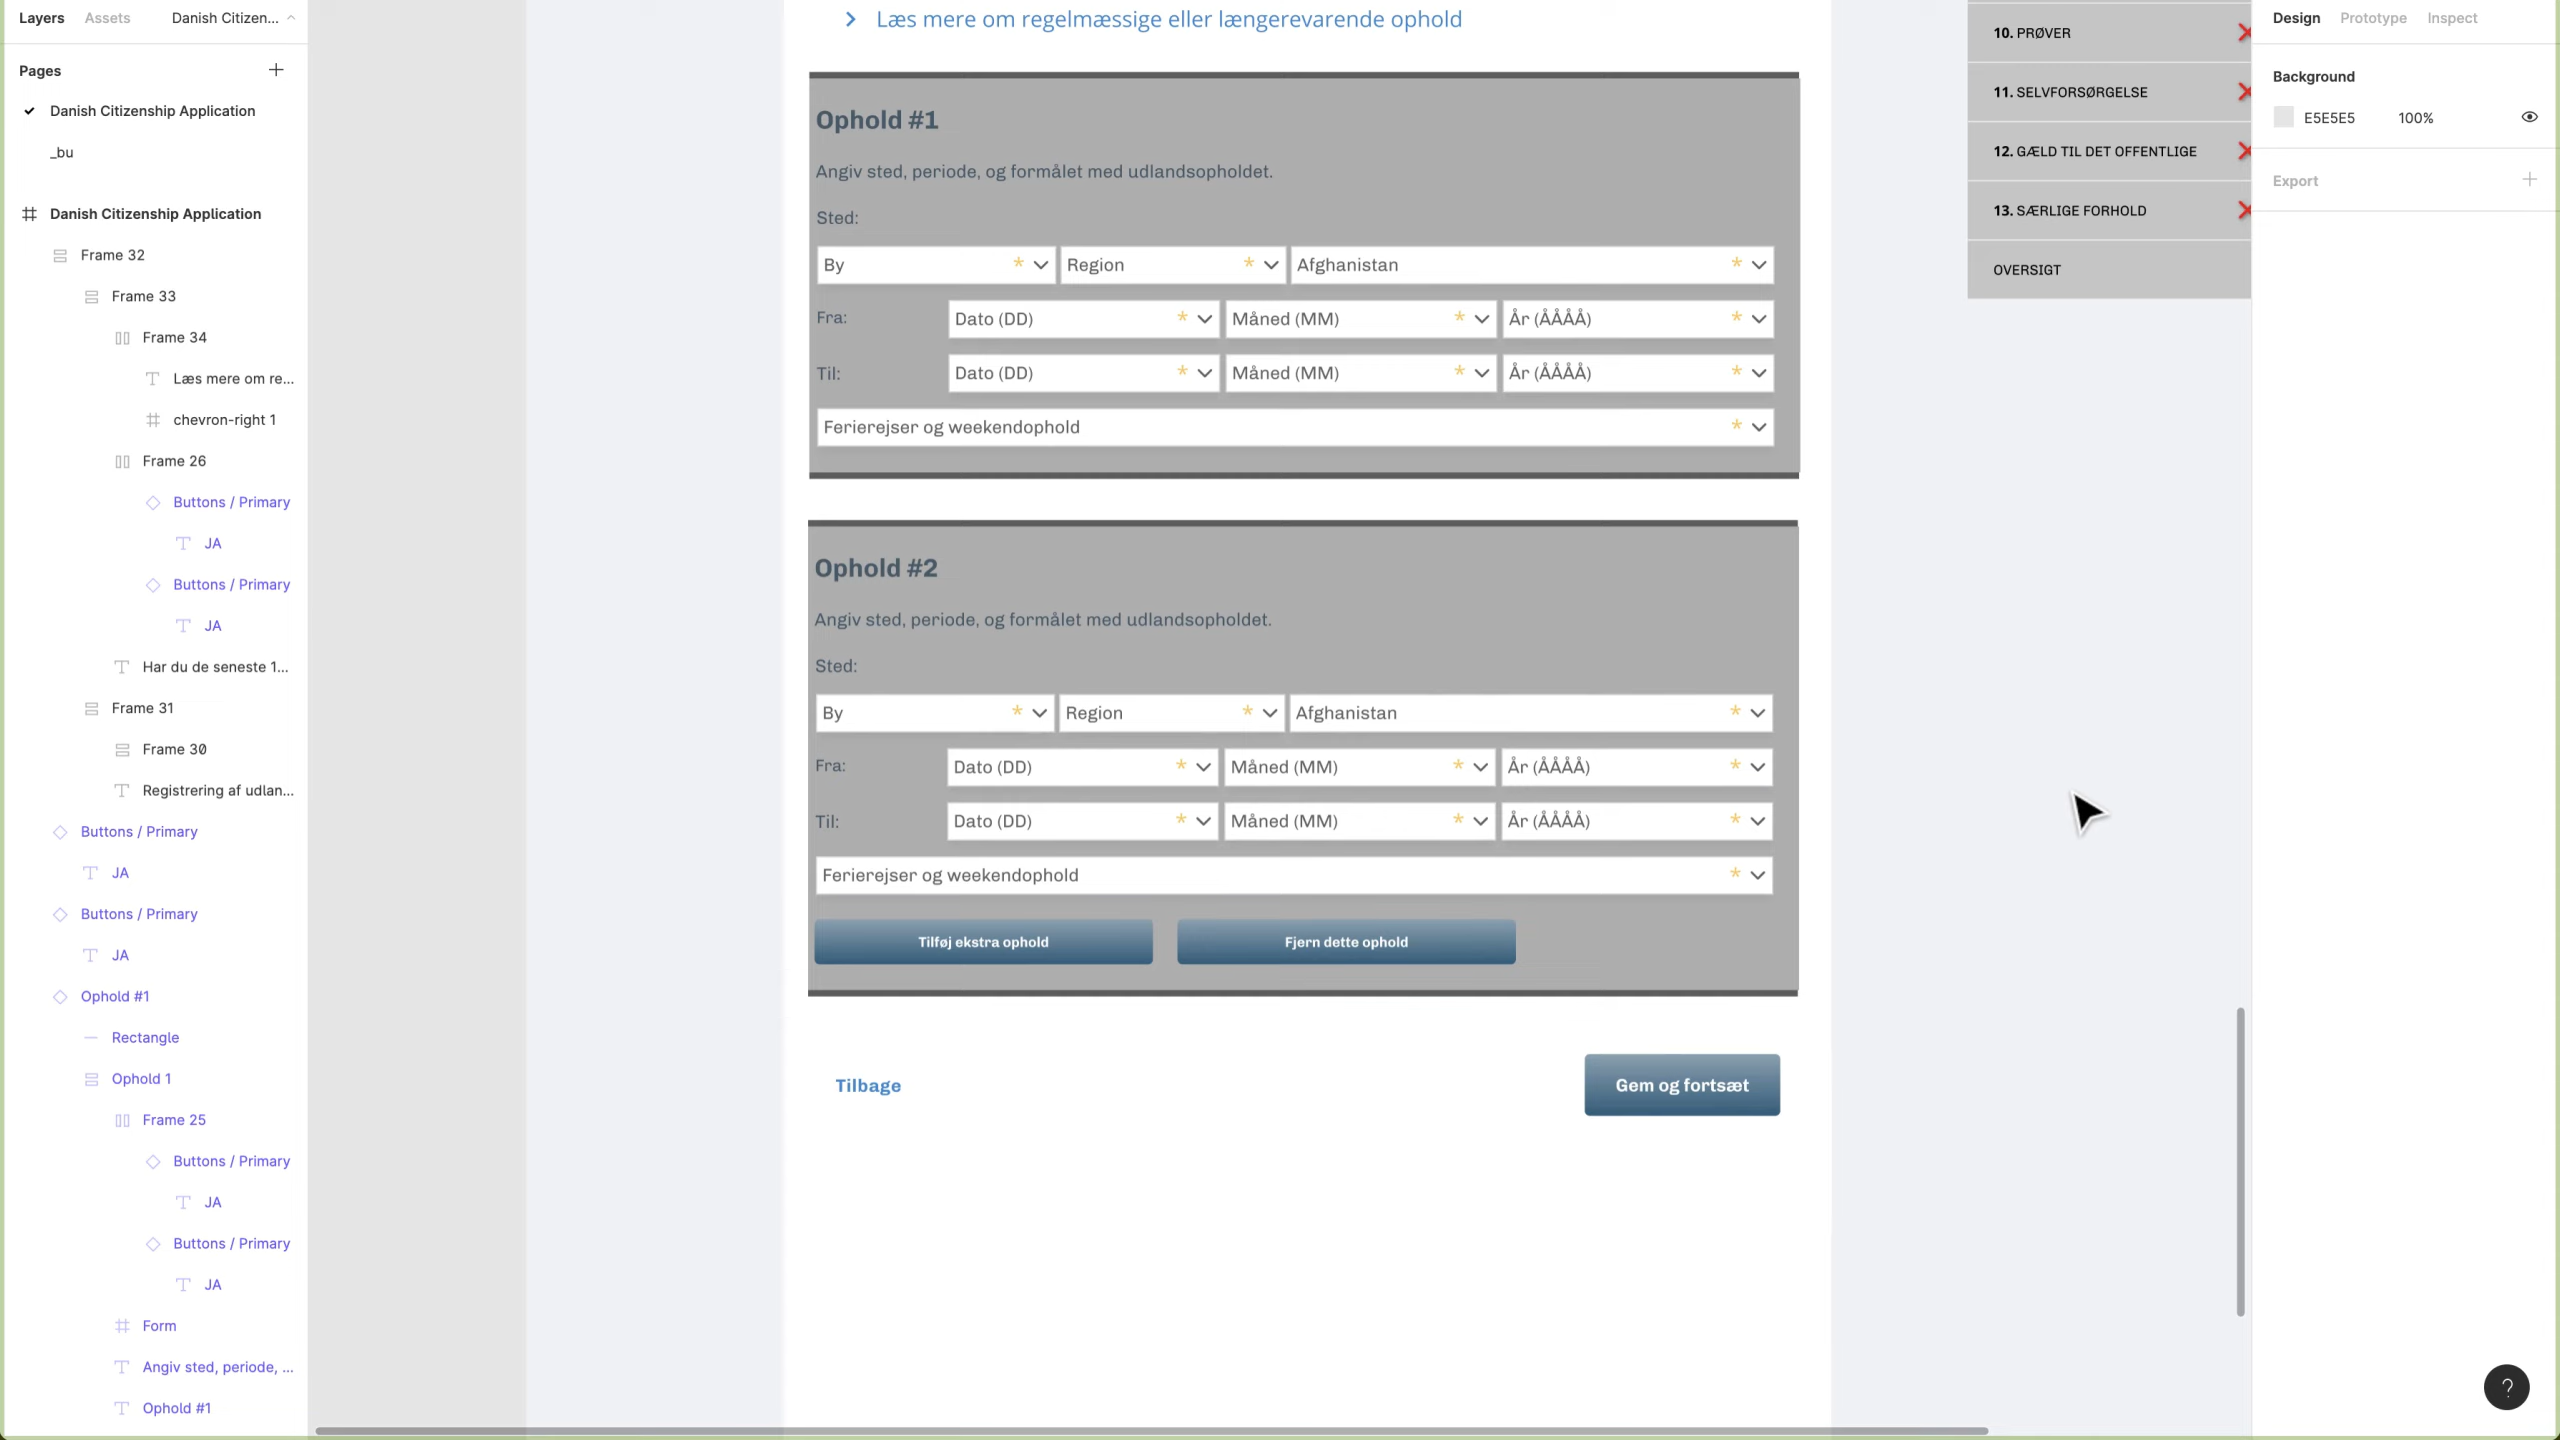 Layers Assets Danish Citizen...
Pages
Danish Citizenship Application
_bu
Danish Citizenship Application
Frame 32
Frame 33
Frame 34
Læs mere om re...
chevron-right 1
Frame 26
Buttons / Primary
JA
Buttons / Primary
JA
Har du de seneste 1...
Frame 31
Frame 30
Registrering af udlan...
Buttons / Primary
JA
Buttons / Primary
JA
Ophold #1
Rectangle
Ophold 1
Frame 25
Buttons / Primary
JA
Buttons / Primary
JA
Form
Angiv sted, periode, ...
Ophold #1
Læs mere om regelmæssige eller længerevarende ophold
Ophold #1
Angiv sted, periode, og formålet med udlandsopholdet.
Sted:
By * Region * Afghanistan *
Fra: Dato (DD) * Måned (MM) * År (ÅÅÅÅ) *
Til: Dato (DD) * Måned (MM) * År (ÅÅÅÅ) *
Ferierejser og weekendophold *
Ophold #2
Angiv sted, periode, og formålet med udlandsopholdet.
Sted:
By * Region * Afghanistan *
Fra: Dato (DD) * Måned (MM) * År (ÅÅÅÅ) *
Til: Dato (DD) * Måned (MM) * År (ÅÅÅÅ) *
Ferierejser og weekendophold *
Tilføj ekstra ophold Fjern dette ophold
Tilbage Gem og fortsæt
10. PRØVER
11. SELVFORSØRGELSE
12. GÆLD TIL DET OFFENTLIGE
13. SÆRLIGE FORHOLD
OVERSIGT
Design Prototype Inspect
Background
E5E5E5 100%
Export
?